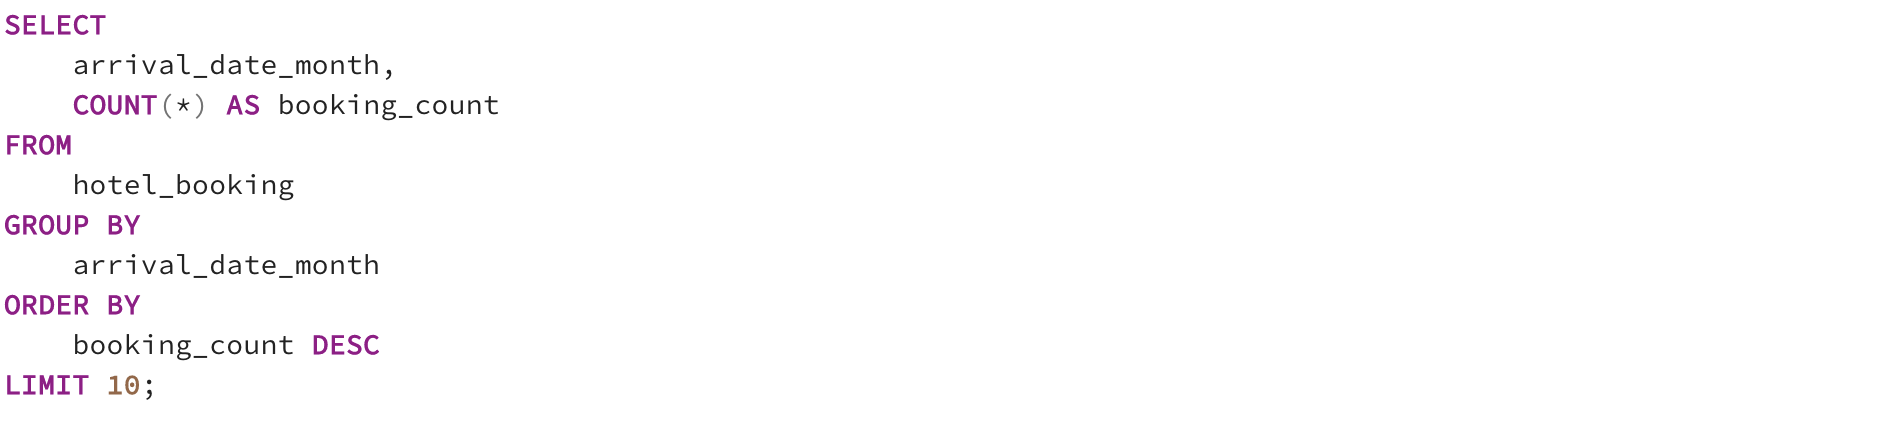 SELECT
    arrival_date_month,
    COUNT(*) AS booking_count
FROM
    hotel_booking
GROUP BY
    arrival_date_month
ORDER BY
    booking_count DESC
LIMIT 10;